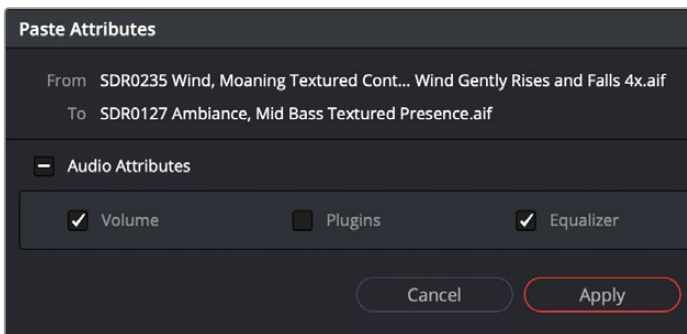 Paste Attributes
From SDR0235 Wind, Moaning Textured Cont... Wind Gently Rises and Falls 4x.aif
To SDR0127 Ambiance, Mid Bass Textured Presence.aif
Audio Attributes
Volume Plugins Equalizer
Cancel Apply